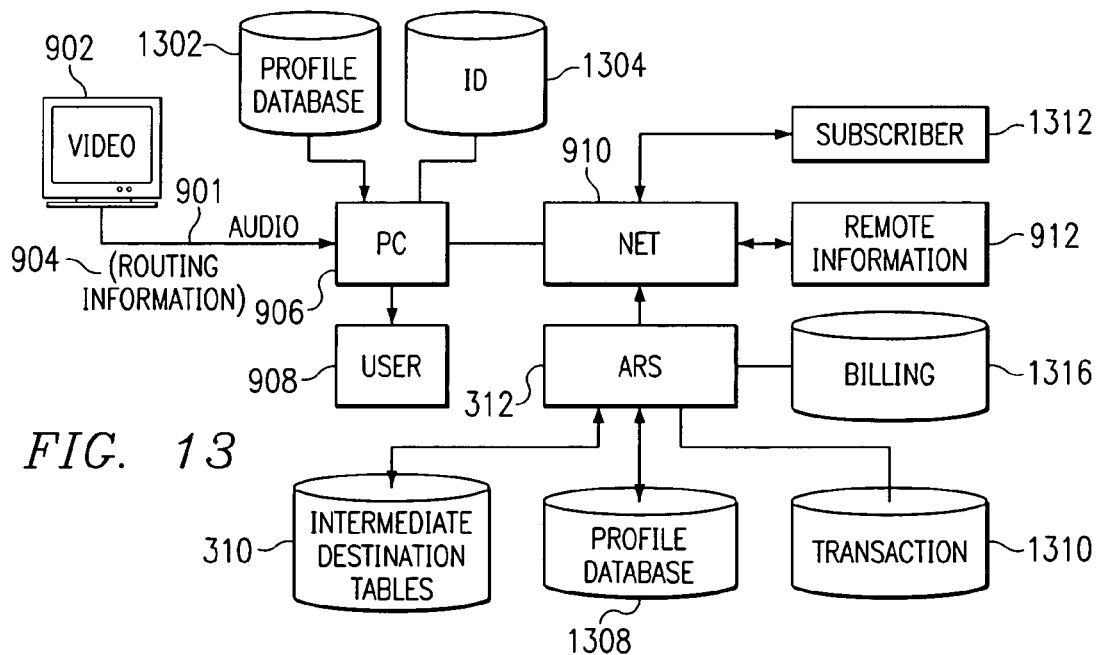 1302
902
PROFILE
DATABASE
ID
1304
VIDEO
910
SUBSCRIBER
1312
901
AUDIO
904
(ROUTING
INFORMATION)
PC
906
NET
REMOTE
INFORMATION
912
USER
908
ARS
312
BILLING
1316
FIG. 13
310
INTERMEDIATE
DESTINATION
TABLES
PROFILE
DATABASE
1308
TRANSACTION
1310